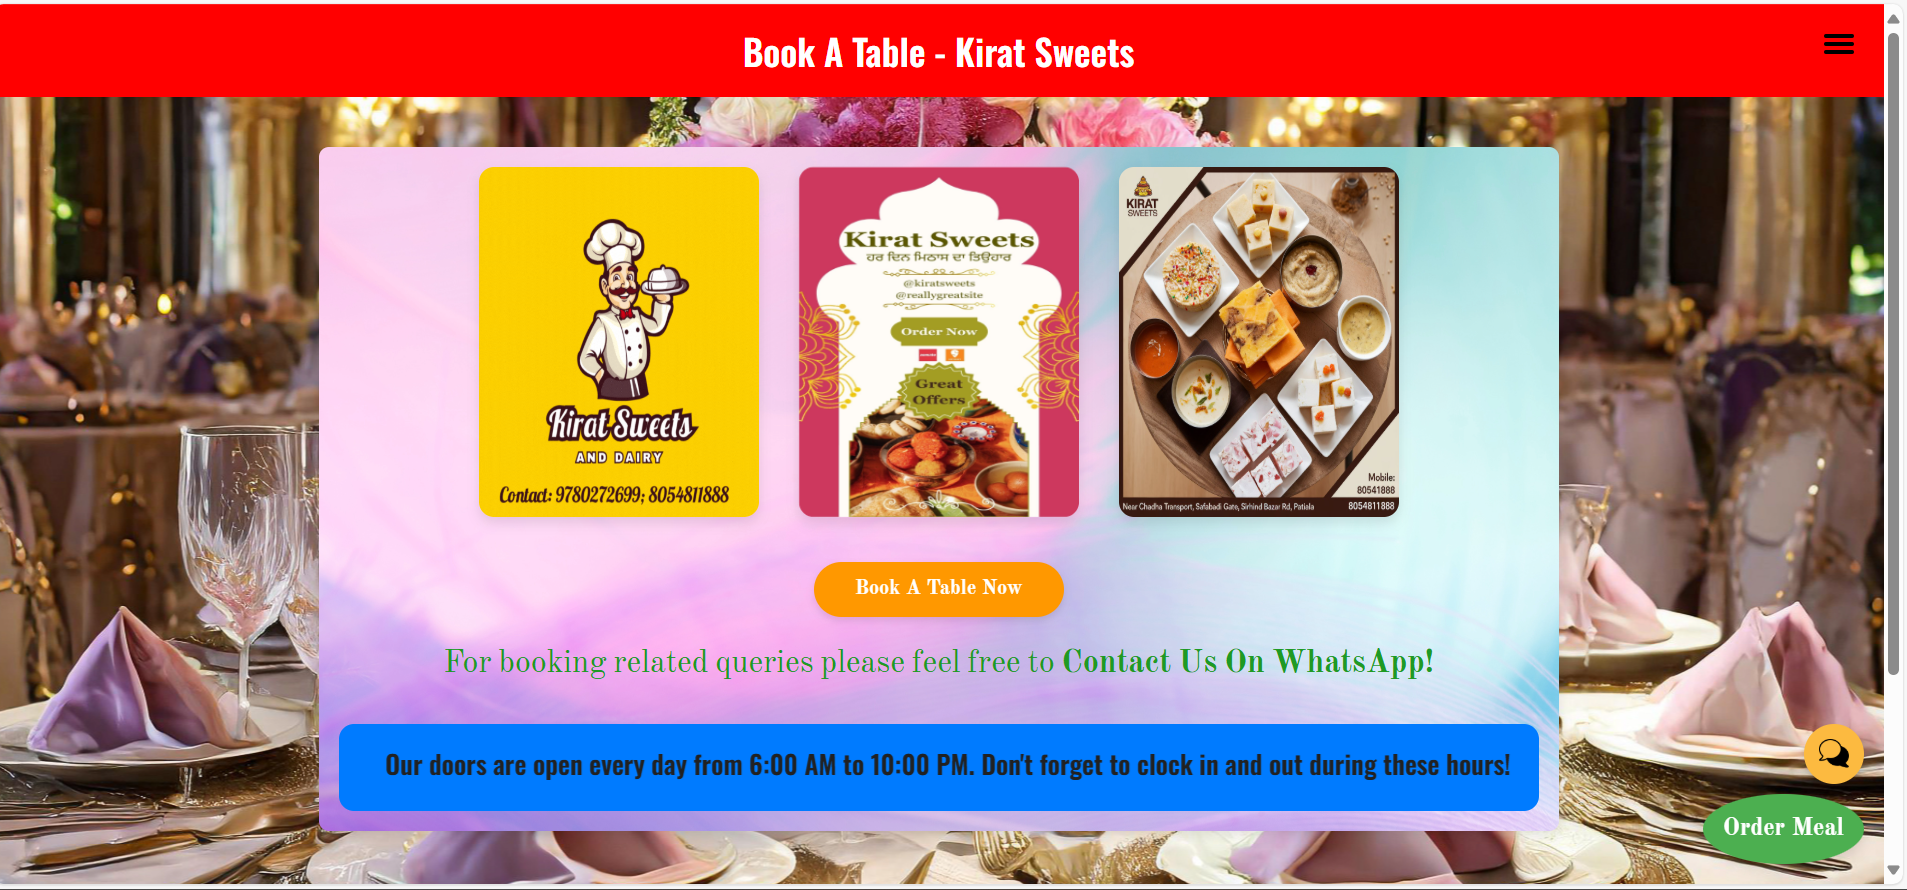 Book A Table - Kirat Sweets
Kirat Sweets
AND DAIRY
Contact: 9780272699; 8054811888
Kirat Sweets
ਹਰ ਦਿਨ ਮਿਠਾਸ ਦਾ ਤਿਉਹਾਰ
@kiratsweets
@reallygreatsite
Order Now
Great
Offers
KIRAT
SWEETS
Mobile:
80541888
Near Chadha Transport, Safabadi Gate, Sirhind Bazar Rd, Patiala
8054811888
Book A Table Now
For booking related queries please feel free to Contact Us On WhatsApp!
Our doors are open every day from 6:00 AM to 10:00 PM. Don't forget to clock in and out during these hours!
Order Meal